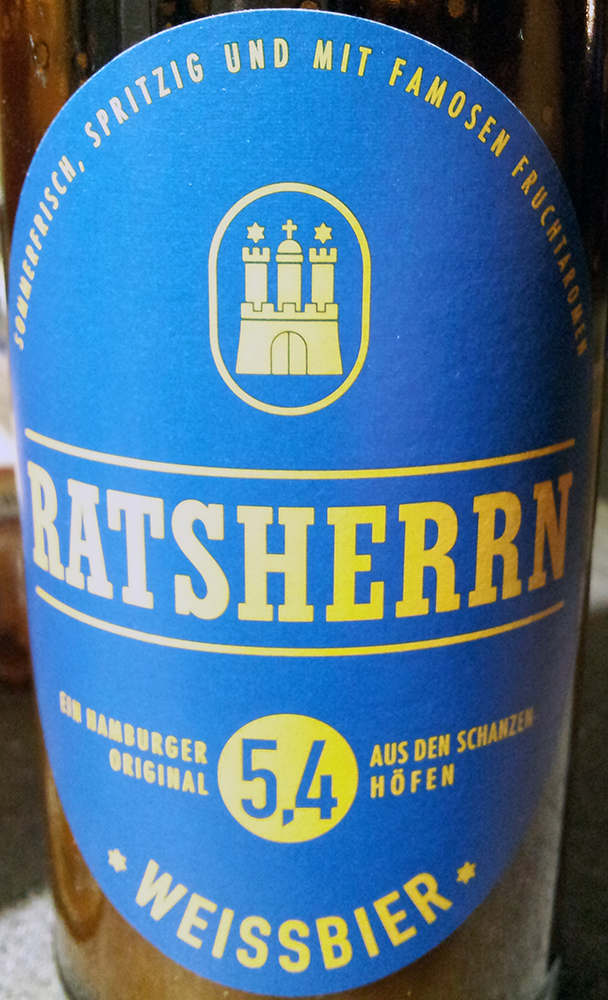 SOMMERFRISCH, SPRITZIG UND MIT FAMOSEN FRUCHTAROMEN
RATSHERRN
EIN HAMBURGER
ORIGINAL
5,4
AUS DEN SCHANZEN-
HÖFEN
WEISSBIER